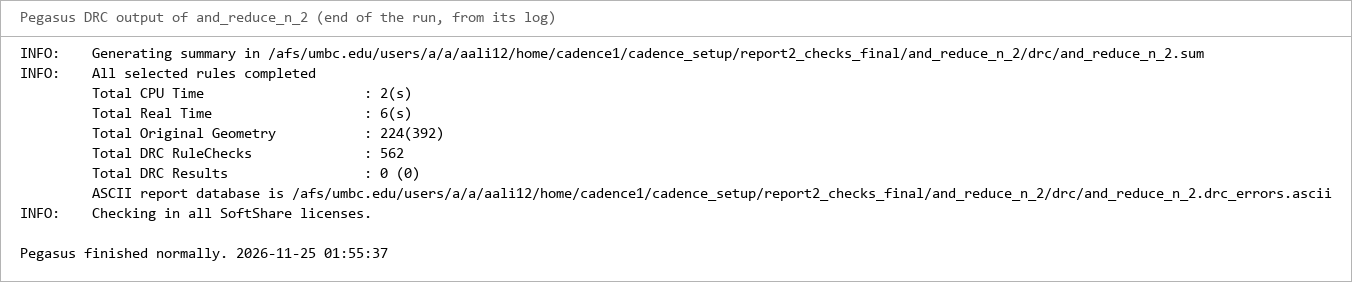 Pegasus DRC output of and_reduce_n_2 (end of the run, from its log)
INFO:    Generating summary in /afs/umbc.edu/users/a/a/aali12/home/cadence1/cadence_setup/report2_checks_final/and_reduce_n_2/drc/and_reduce_n_2.sum
INFO:    All selected rules completed
         Total CPU Time                    : 2(s)
         Total Real Time                   : 6(s)
         Total Original Geometry           : 224(392)
         Total DRC RuleChecks              : 562
         Total DRC Results                 : 0 (0)
         ASCII report database is /afs/umbc.edu/users/a/a/aali12/home/cadence1/cadence_setup/report2_checks_final/and_reduce_n_2/drc/and_reduce_n_2.drc_errors.ascii
INFO:    Checking in all SoftShare licenses.
Pegasus finished normally. 2026-11-25 01:55:37